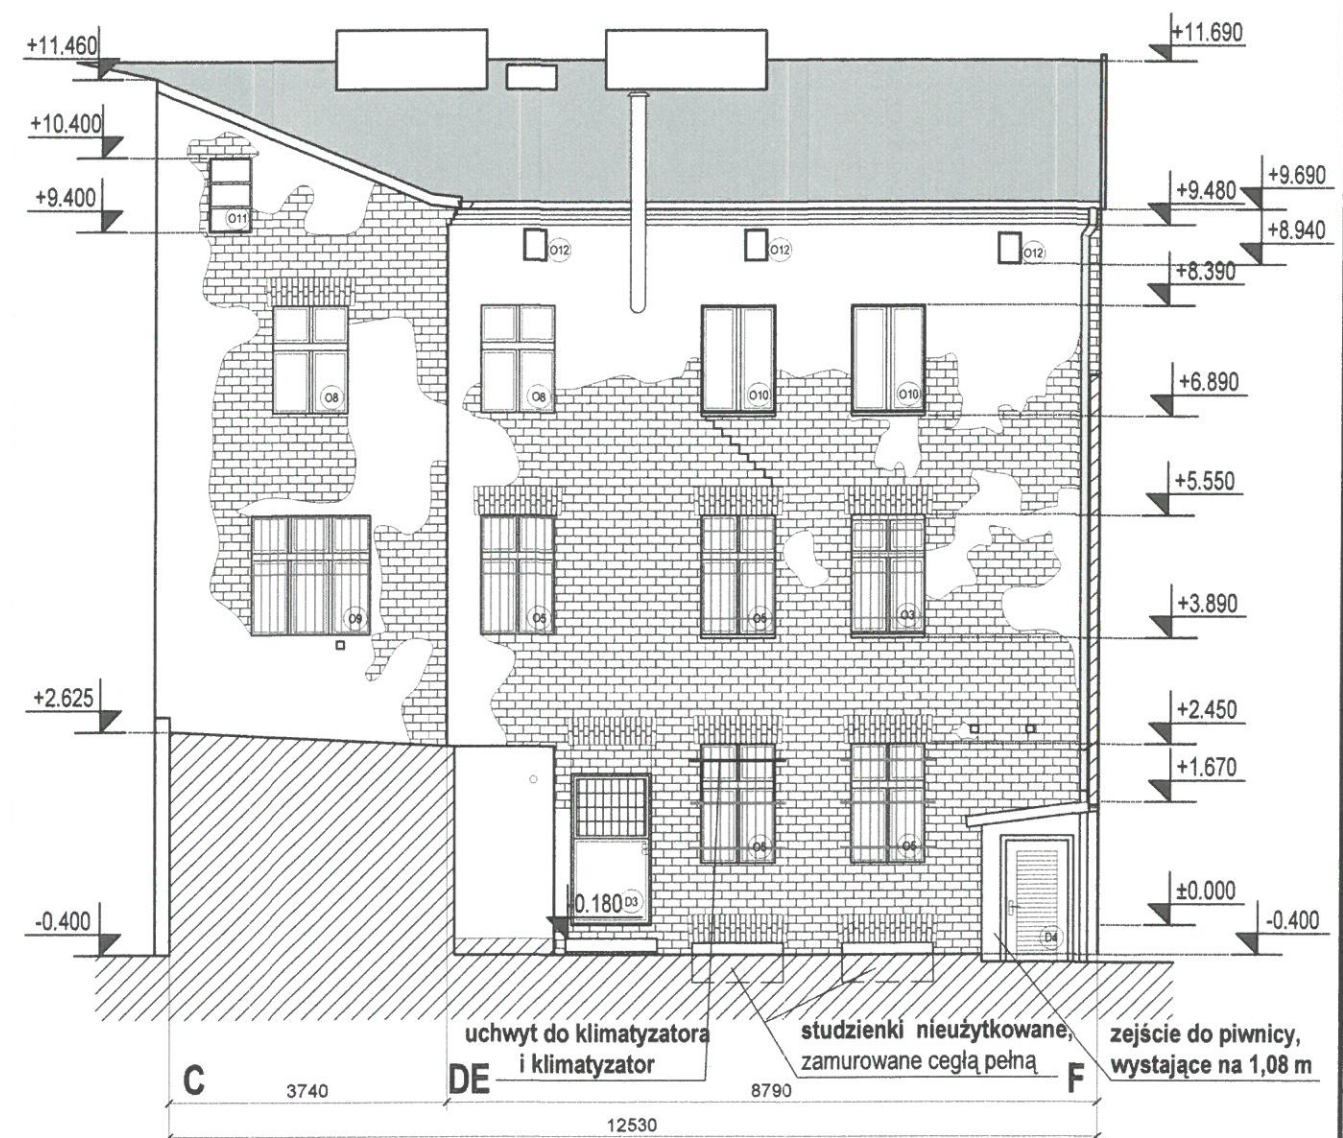 +11.460
+11.690
+10.400
+9.400
+9.480
+9.690
+8.940
+8.390
O11
O12
O12
O12
O8
O8
O10
O10
+6.890
+5.550
O9
O5
O5
O3
+3.890
+2.625
+2.450
+1.670
O5
O5
-0.400
-0.180
D3
D4
±0.000
-0.400
uchwyt do klimatyzatora
i klimatyzator
studzienki nieużytkowane,
zamurowane cegłą pełną
zejście do piwnicy,
wystające na 1,08 m
C
DE
F
3740
8790
12530